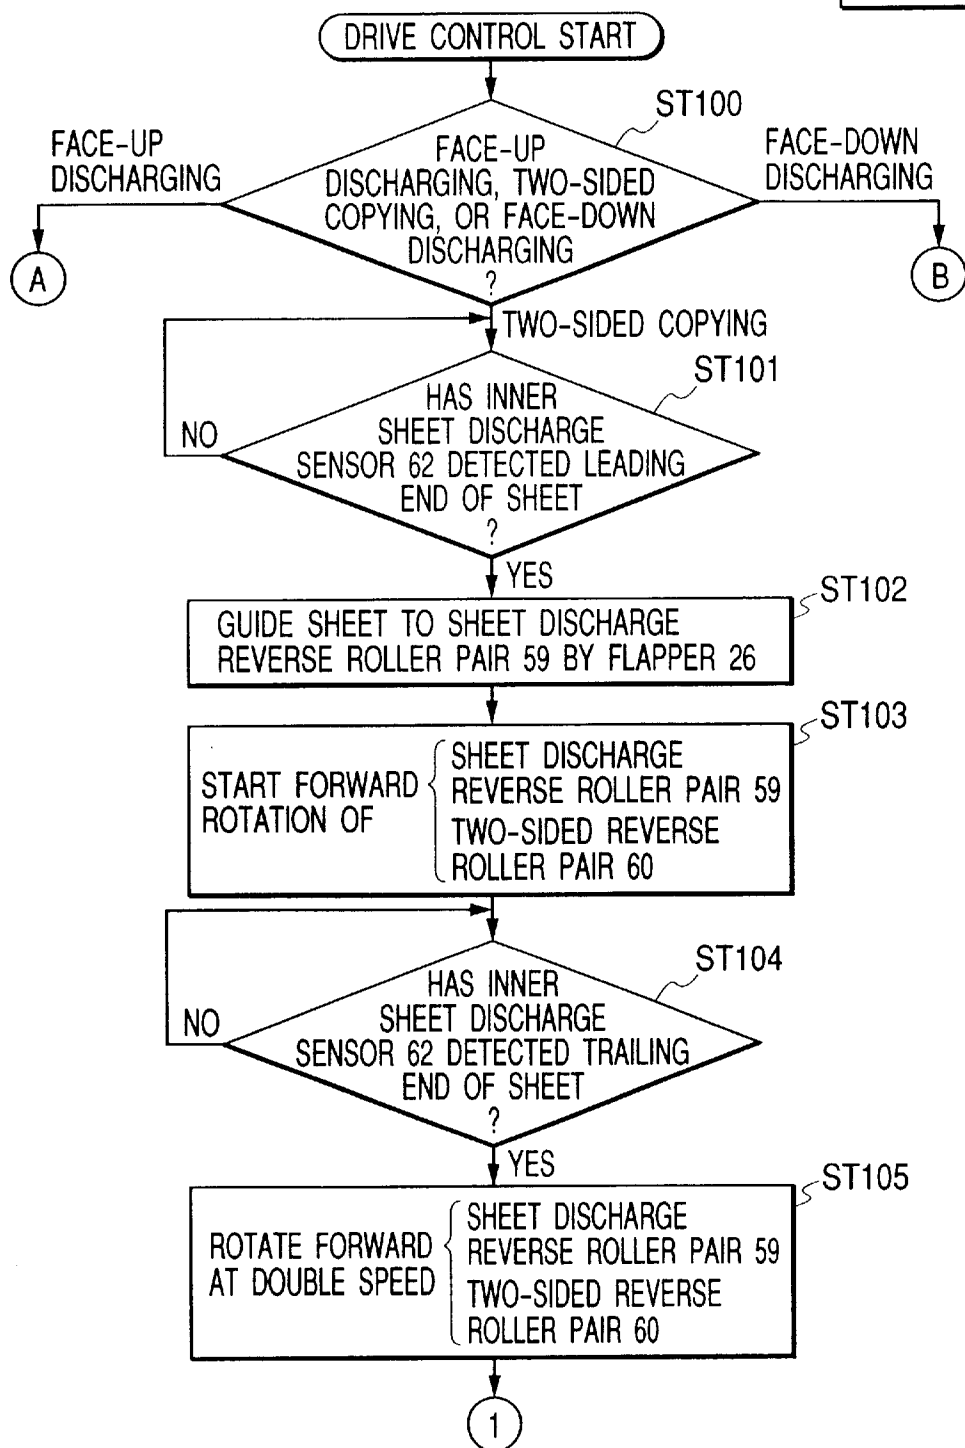 DRIVE CONTROL START
ST100
FACE-UP
DISCHARGING
FACE-UP
DISCHARGING, TWO-SIDED
COPYING, OR FACE-DOWN
DISCHARGING
?
FACE-DOWN
DISCHARGING
A
B
TWO-SIDED COPYING
ST101
HAS INNER
SHEET DISCHARGE
SENSOR 62 DETECTED LEADING
END OF SHEET
?
NO
YES
ST102
GUIDE SHEET TO SHEET DISCHARGE
REVERSE ROLLER PAIR 59 BY FLAPPER 26
ST103
START FORWARD
ROTATION OF
SHEET DISCHARGE
REVERSE ROLLER PAIR 59
TWO-SIDED REVERSE
ROLLER PAIR 60
ST104
HAS INNER
SHEET DISCHARGE
SENSOR 62 DETECTED TRAILING
END OF SHEET
?
NO
YES
ST105
ROTATE FORWARD
AT DOUBLE SPEED
SHEET DISCHARGE
REVERSE ROLLER PAIR 59
TWO-SIDED REVERSE
ROLLER PAIR 60
1